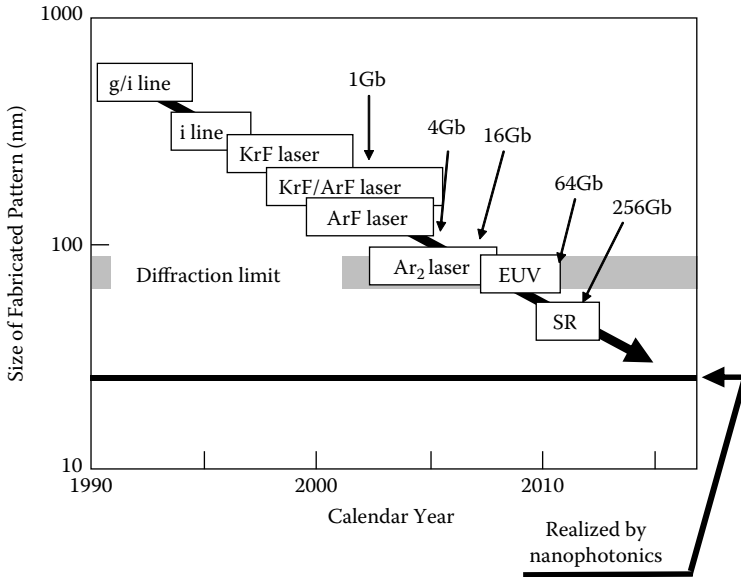 1000
g/i line
1Gb
i line
4Gb
16Gb
KrF laser
KrF/ArF laser
64Gb
256Gb
ArF laser
Size of Fabricated Pattern (nm)
100
Diffraction limit
Ar₂ laser
EUV
SR
10
1990
2000
2010
Calendar Year
Realized by
nanophotonics